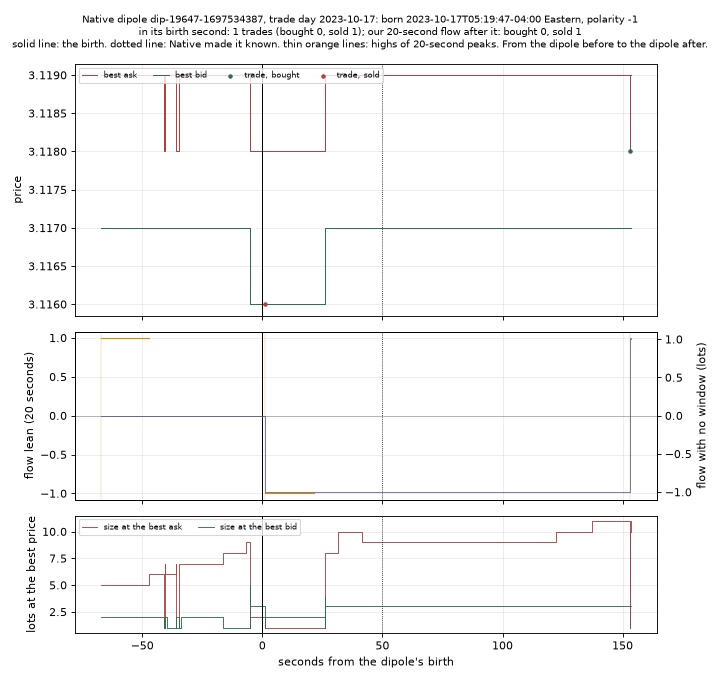 Native dipole dip-19647-1697534387, trade day 2023-10-17: born 2023-10-17T05:19:47-04:00 Eastern, polarity -1
in its birth second: 1 trades (bought 0, sold 1); our 20-second flow after it: bought 0, sold 1
solid line: the birth. dotted line: Native made it known. thin orange lines: highs of 20-second peaks. From the dipole before to the dipole after.
best ask best bid trade, bought trade, sold
3.1190
3.1185
3.1180
3.1175
3.1170
3.1165
3.1160
price
1.0
0.5
0.0
−0.5
−1.0
flow lean (20 seconds)
1.0
0.5
0.0
−0.5
−1.0
flow with no window (lots)
size at the best ask size at the best bid
10.0
7.5
5.0
2.5
lots at the best price
−50 0 50 100 150
seconds from the dipole's birth